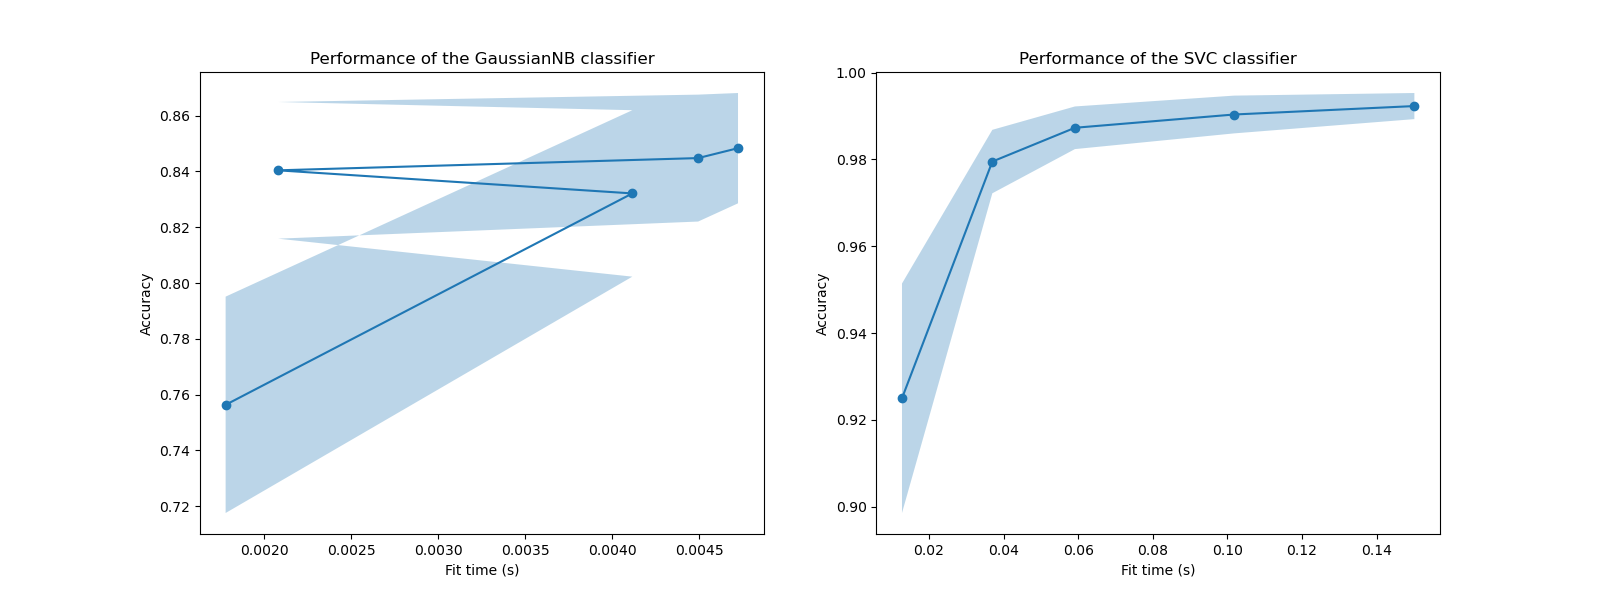 Performance of the GaussianNB classifier
Accuracy
0.86
0.84
0.82
0.80
0.78
0.76
0.74
0.72
0.0020 0.0025 0.0030 0.0035 0.0040 0.0045
Fit time (s)
Performance of the SVC classifier
Accuracy
1.00
0.98
0.96
0.94
0.92
0.90
0.02 0.04 0.06 0.08 0.10 0.12 0.14
Fit time (s)